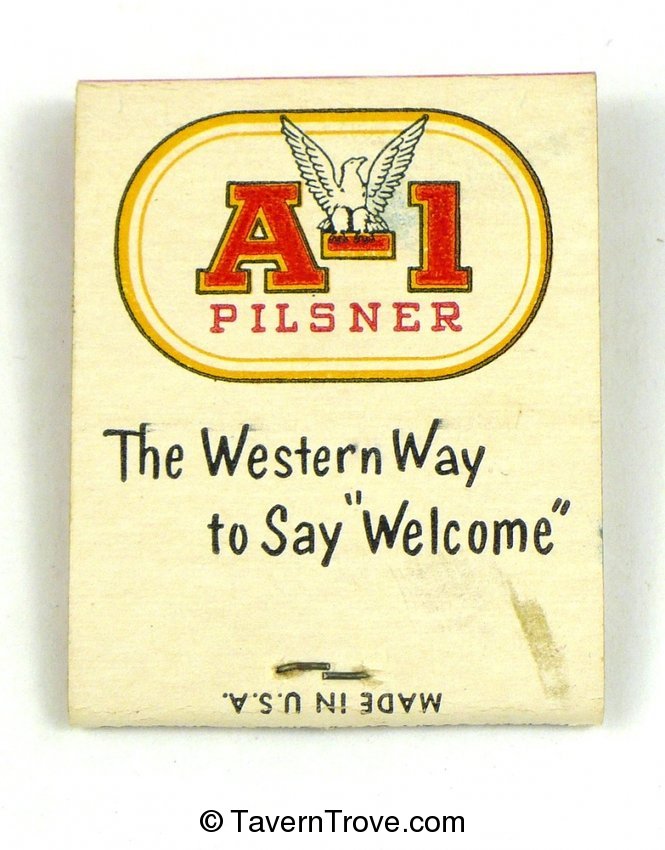 A-1
PILSNER
The Western Way
to Say "Welcome"
MADE IN U.S.A.
© TavernTrove.com